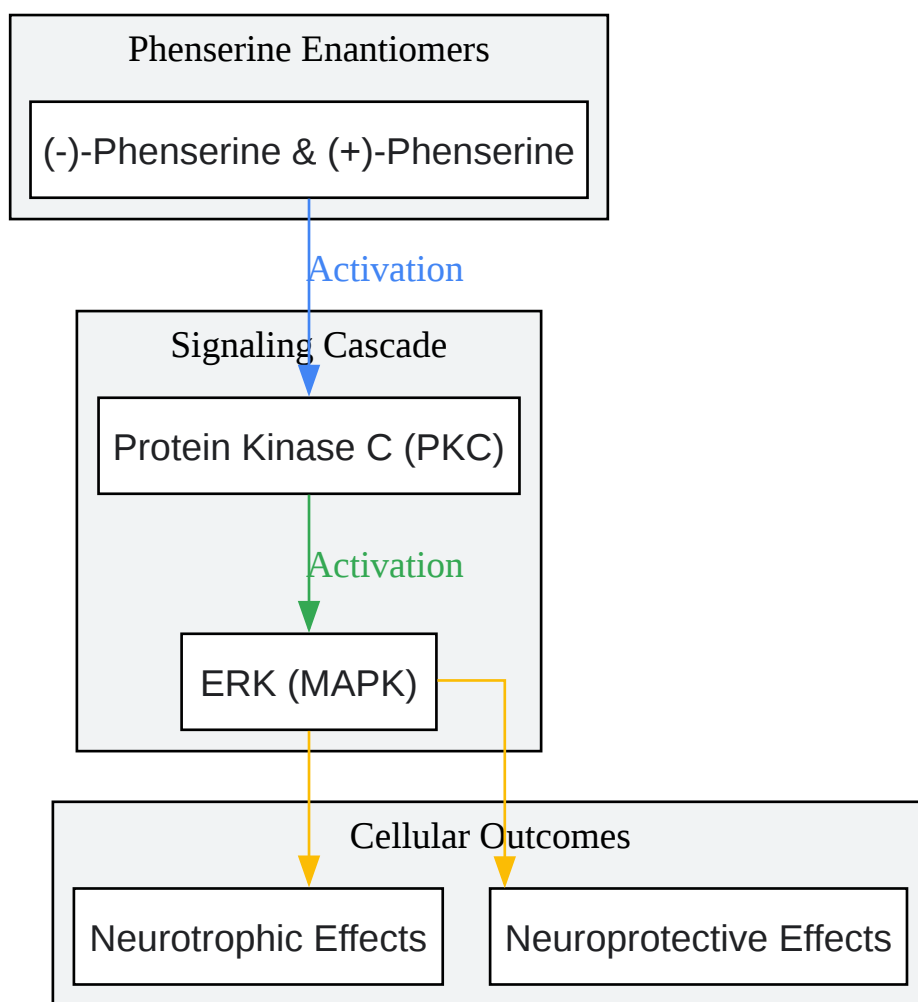 Phenserine Enantiomers
(-)-Phenserine & (+)-Phenserine
Activation
Signaling Cascade
Protein Kinase C (PKC)
Activation
ERK (MAPK)
Cellular Outcomes
Neurotrophic Effects
Neuroprotective Effects